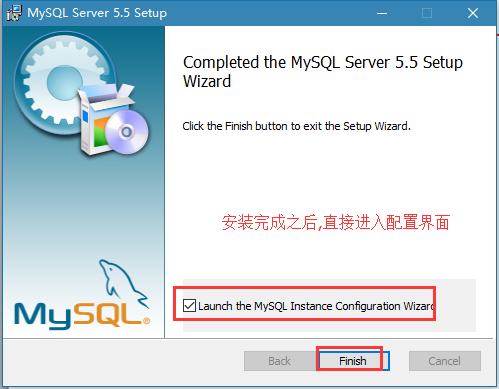 MySQL Server 5.5 Setup
Completed the MySQL Server 5.5 Setup
Wizard
Click the Finish button to exit the Setup Wizard.
安装完成之后,直接进入配置界面
Launch the MySQL Instance Configuration Wizard
MySQL®
Back
Finish
Cancel